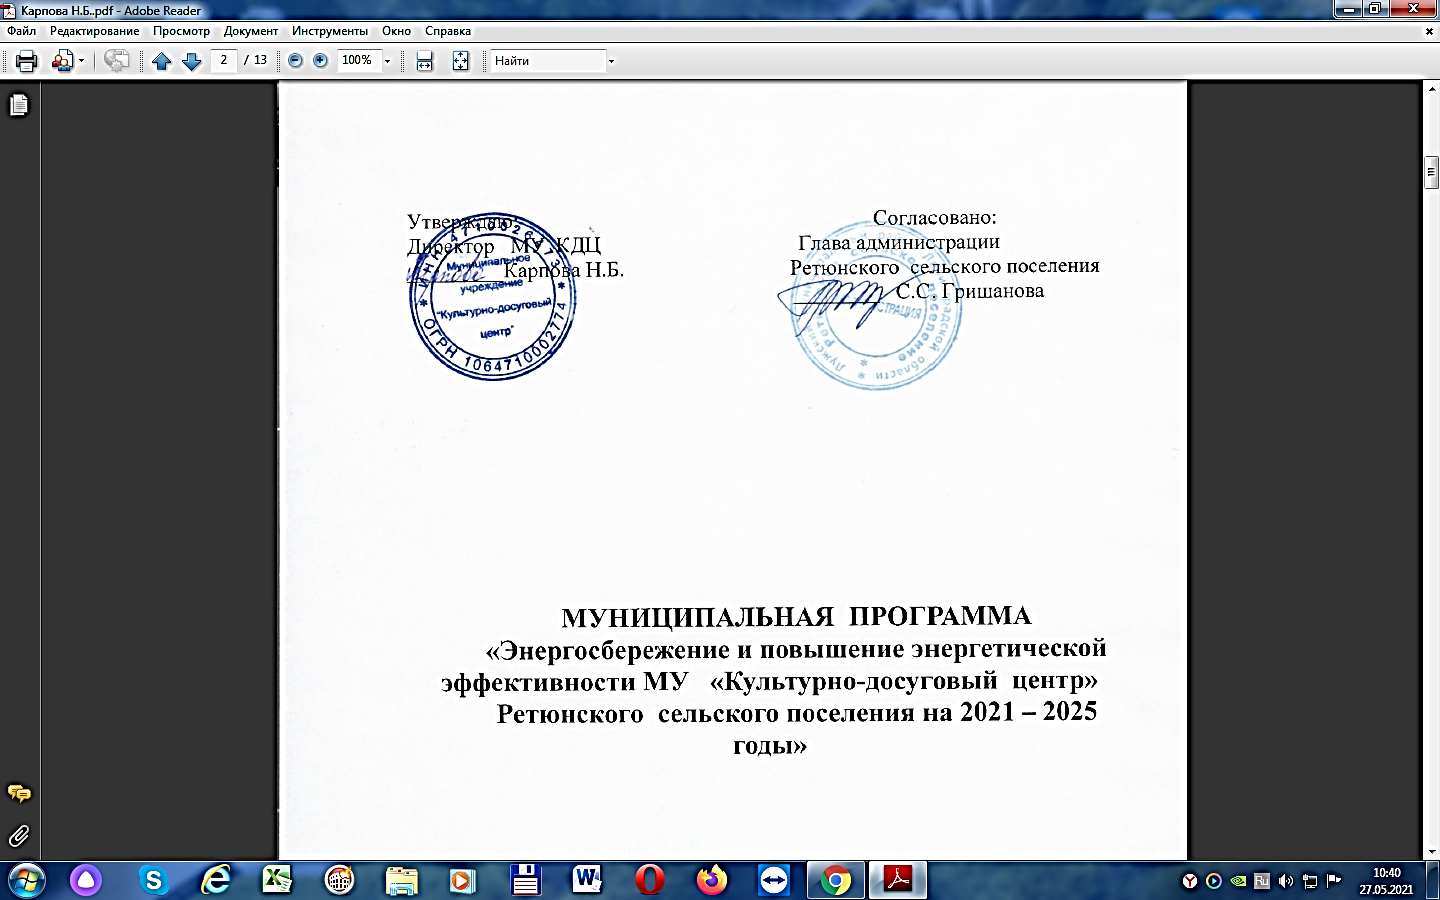 Карпова Н.Б..pdf - Adobe Reader
Файл Редактирование Просмотр Документ Инструменты Окно Справка
2 / 13 100% Найти
Утверждаю:
Директор МУ КДЦ
Карпова Н.Б.
Муниципальное
учреждение
"Культурно-досуговый
центр"
ОГРН 1064710002774
Согласовано:
Глава администрации
Ретюнского сельского поселения
С.С. Гришанова
МУНИЦИПАЛЬНАЯ ПРОГРАММА
«Энергосбережение и повышение энергетической
эффективности МУ «Культурно-досуговый центр»
Ретюнского сельского поселения на 2021 – 2025
годы»
Ru
10:40
27.05.2021